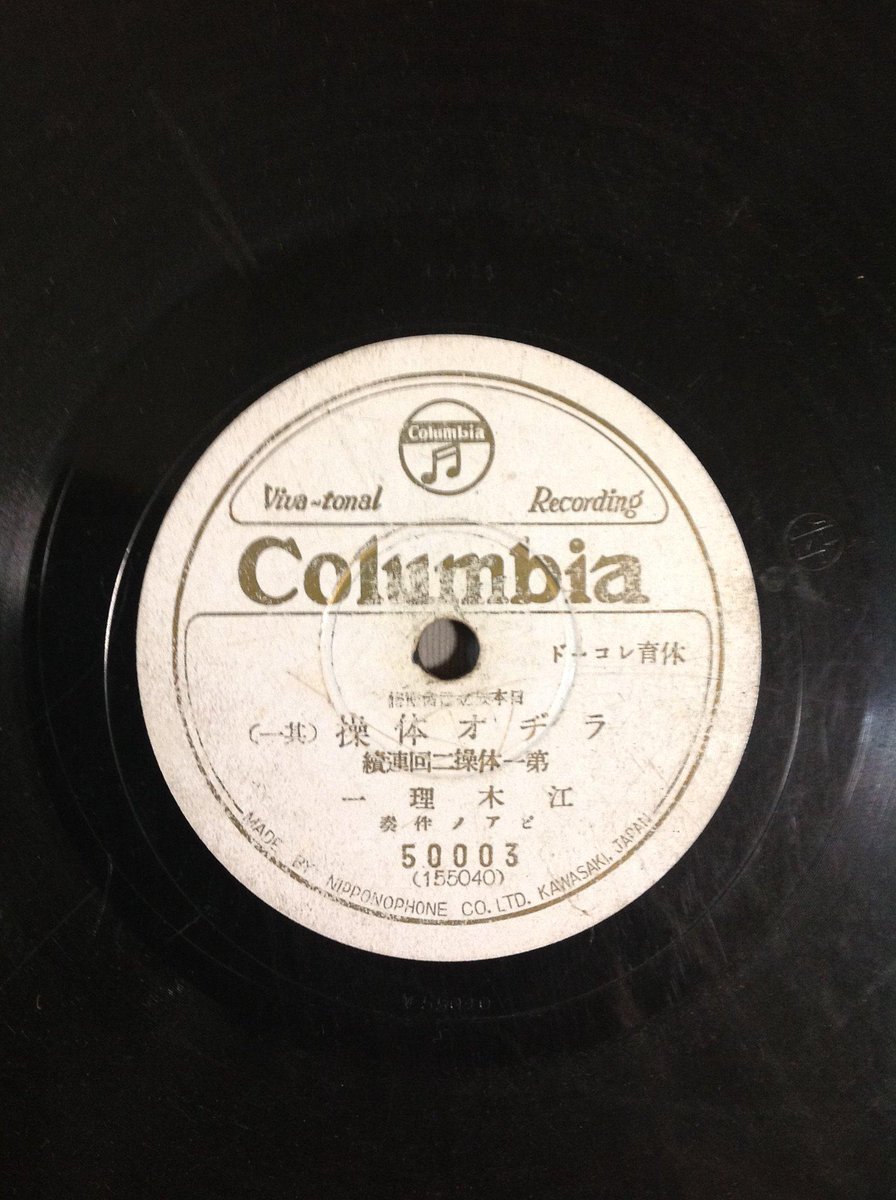 Columbia
Viva-tonal Recording
Columbia
体育レコード
日本
ラヂオ体操 (其一)
第一体操二回連續
江木理一
ピアノ伴奏
50003
(155040)
MADE BY NIPPONOPHONE CO. LTD. KAWASAKI, JAPAN